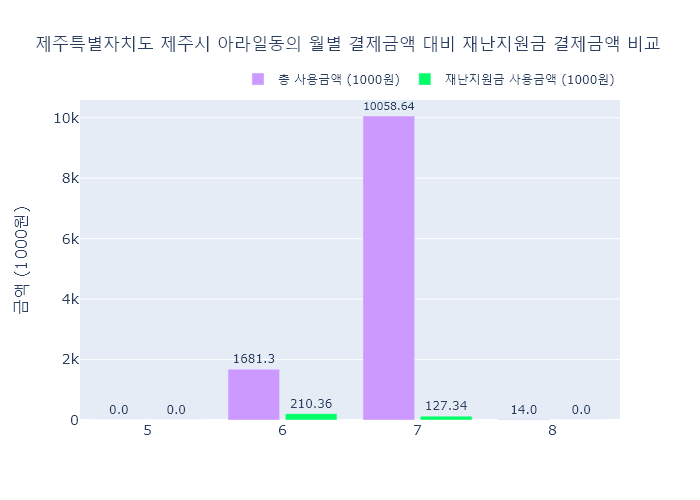 제주특별자치도 제주시 아라일동의 월별 결제금액 대비 재난지원금 결제금액 비교
총 사용금액 (1000원) 재난지원금 사용금액 (1000원)
금액 (1000원)
10k
8k
6k
4k
2k
0
0.0 0.0 1681.3 210.36 10058.64 127.34 14.0 0.0
5 6 7 8